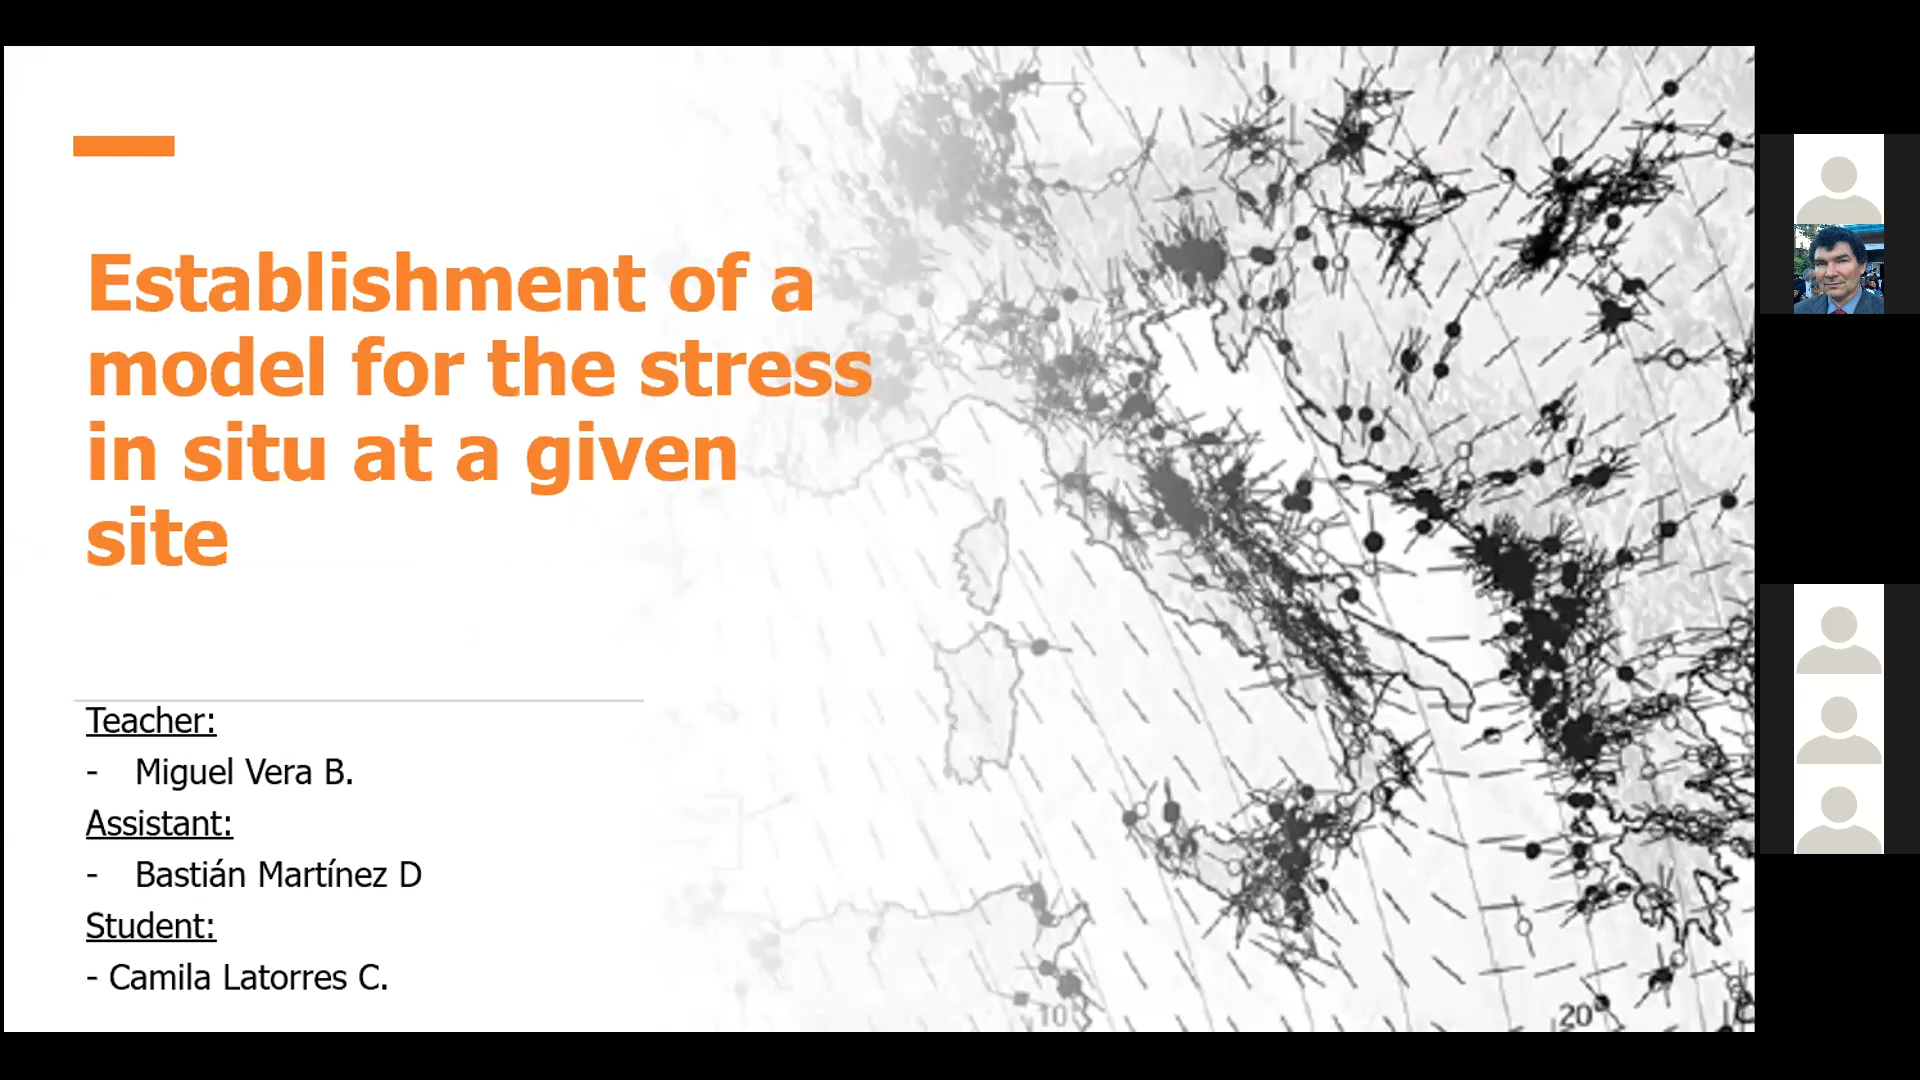 Establishment of a
model for the stress
in situ at a given
site
Teacher:
- Miguel Vera B.
Assistant:
- Bastián Martínez D
Student:
- Camila Latorres C.
10°
20°